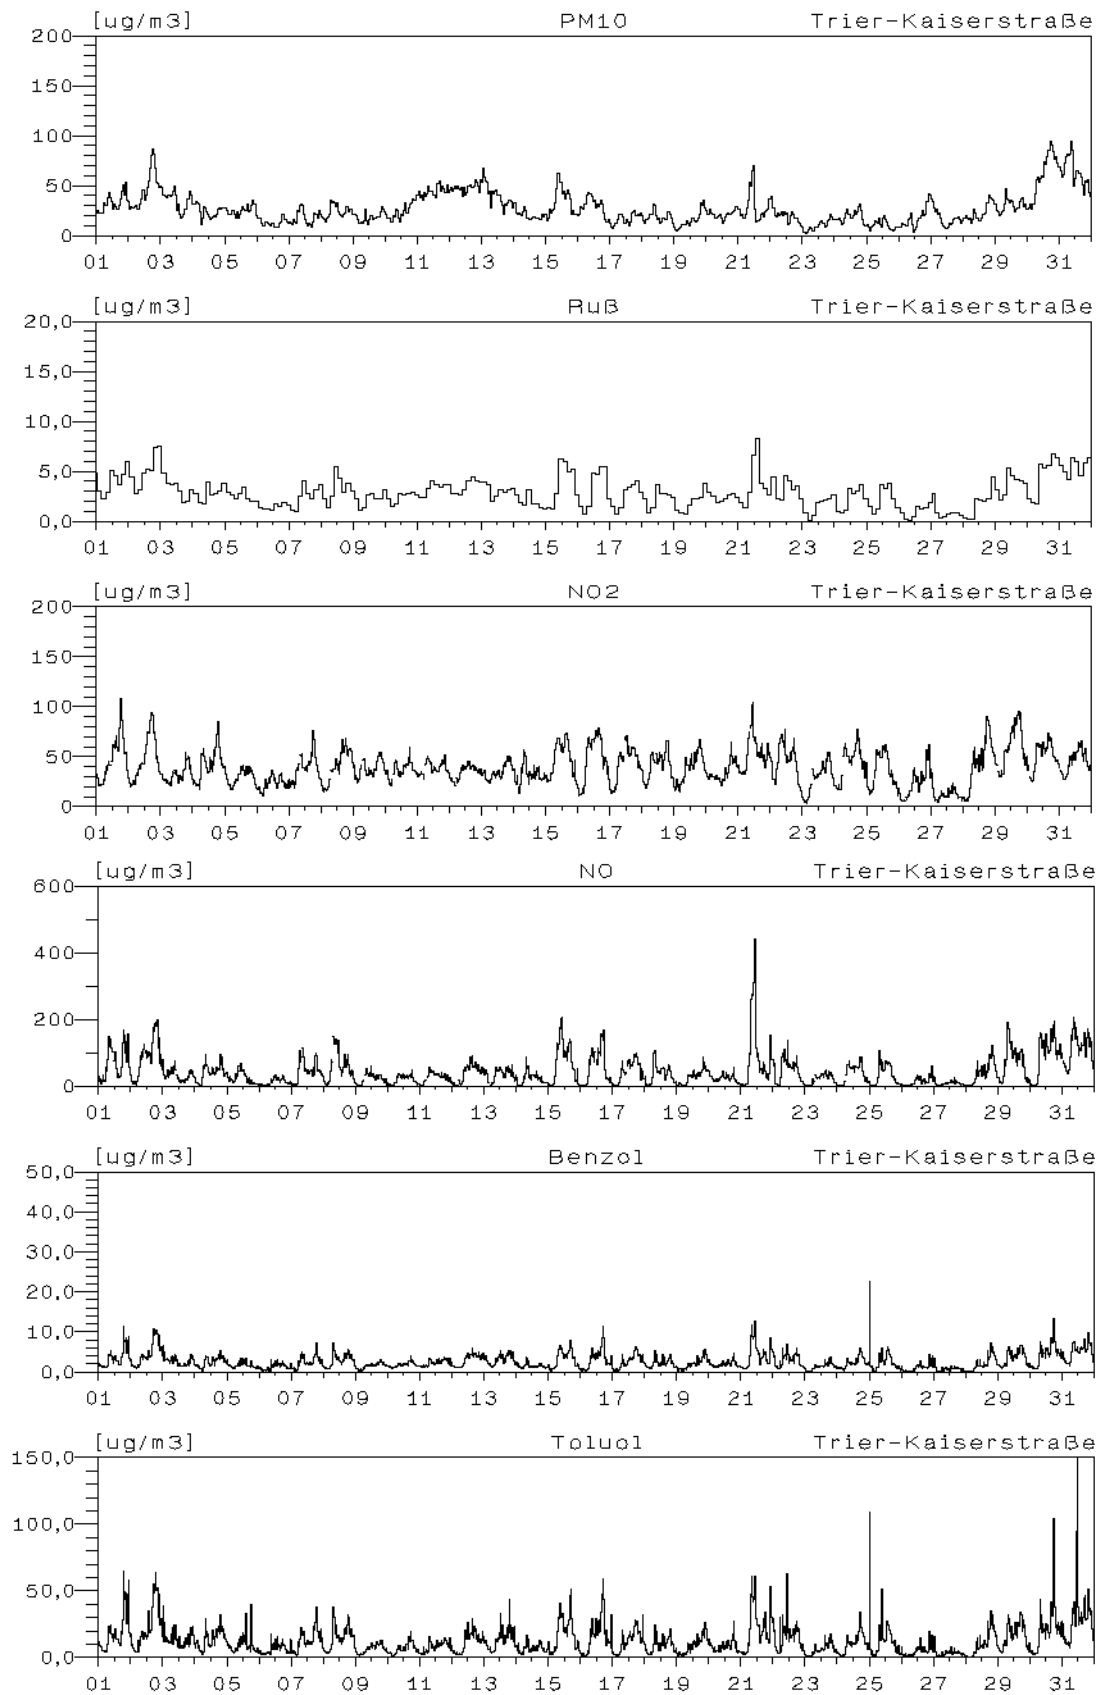 [ug/m3] PM10 Trier-Kaiserstraße
200
150
100
50
0
01 03 05 07 09 11 13 15 17 19 21 23 25 27 29 31
[ug/m3] Ruß Trier-Kaiserstraße
20,0
15,0
10,0
5,0
0,0
01 03 05 07 09 11 13 15 17 19 21 23 25 27 29 31
[ug/m3] NO2 Trier-Kaiserstraße
200
150
100
50
0
01 03 05 07 09 11 13 15 17 19 21 23 25 27 29 31
[ug/m3] NO Trier-Kaiserstraße
600
400
200
0
01 03 05 07 09 11 13 15 17 19 21 23 25 27 29 31
[ug/m3] Benzol Trier-Kaiserstraße
50,0
40,0
30,0
20,0
10,0
0,0
01 03 05 07 09 11 13 15 17 19 21 23 25 27 29 31
[ug/m3] Toluol Trier-Kaiserstraße
150,0
100,0
50,0
0,0
01 03 05 07 09 11 13 15 17 19 21 23 25 27 29 31